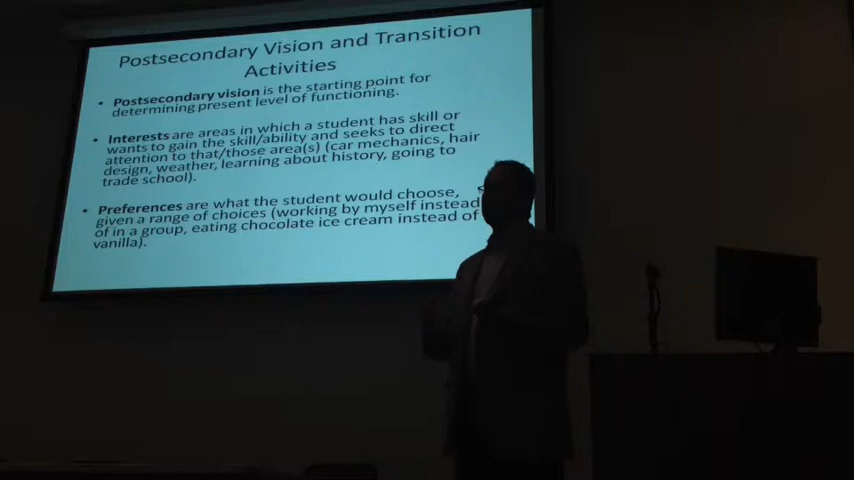 Postsecondary Vision and Transition
Activities
• Postsecondary vision is the starting point for
determining present level of functioning.
• Interests are areas in which a student has skill or
wants to gain the skill/ability and seeks to direct
attention to that/those area(s) (car mechanics, hair
design, weather, learning about history, going to
trade school).
• Preferences are what the student would choose,
given a range of choices (working by myself instead
of in a group, eating chocolate ice cream instead of
vanilla).